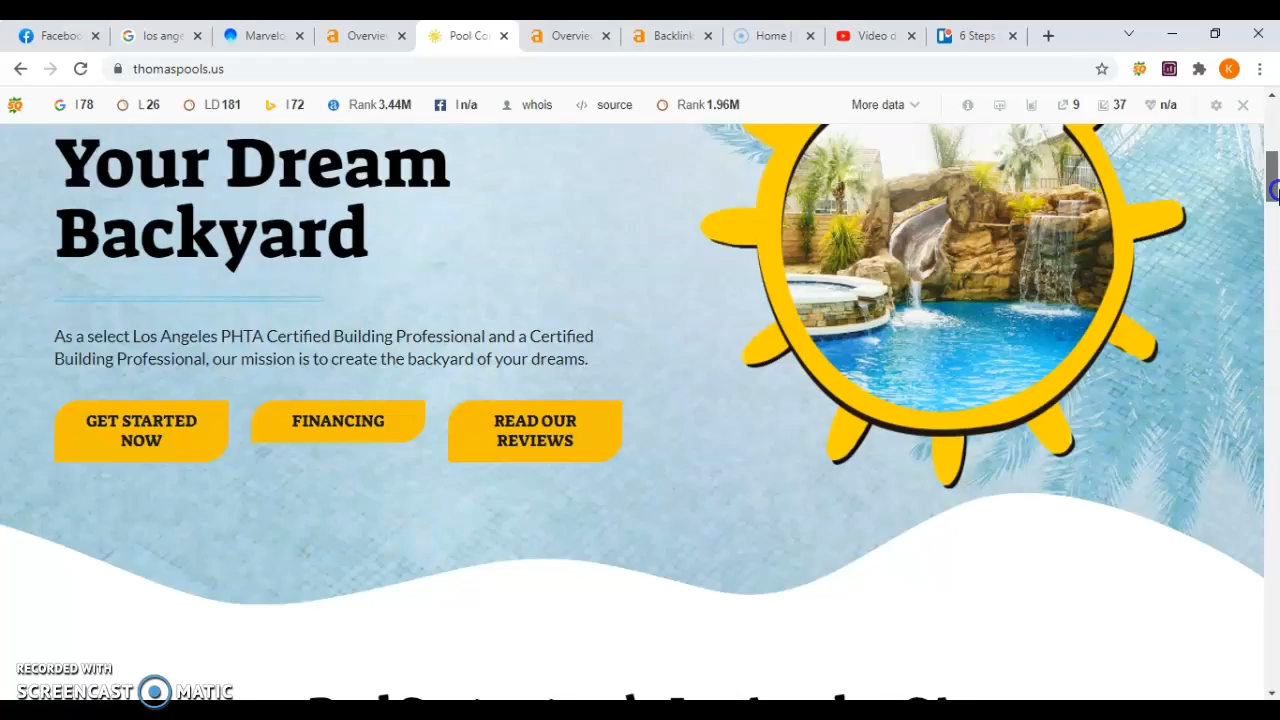 Faceboo
los ange
Marvelo
Overvie
Pool Co
Overvie
Backlink
Home |
Video d
6 Steps
thomaspools.us
K
I 78
L 26
LD 181
I 72
Rank 3.44M
I n/a
whois
source
Rank 1.96M
More data
9
37
n/a
Your Dream
Backyard
As a select Los Angeles PHTA Certified Building Professional and a Certified
Building Professional, our mission is to create the backyard of your dreams.
GET STARTED
NOW
FINANCING
READ OUR
REVIEWS
RECORDED WITH
SCREENCAST MATIC